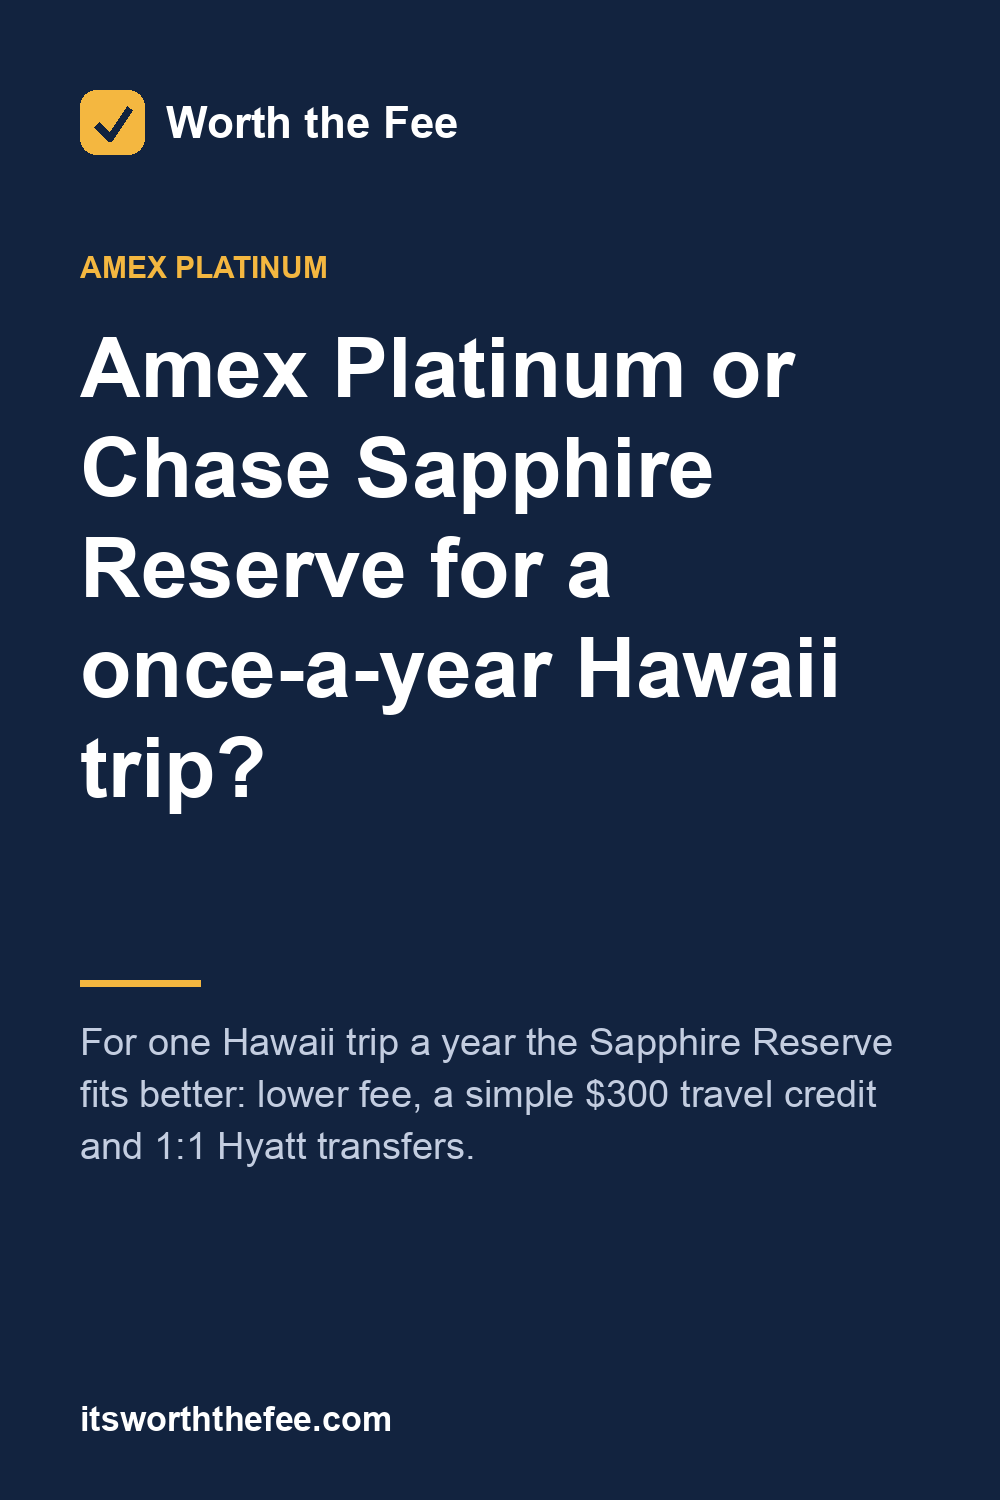 Worth the Fee
AMEX PLATINUM
Amex Platinum or
Chase Sapphire
Reserve for a
once-a-year Hawaii
trip?
For one Hawaii trip a year the Sapphire Reserve
fits better: lower fee, a simple $300 travel credit
and 1:1 Hyatt transfers.
itsworththefee.com